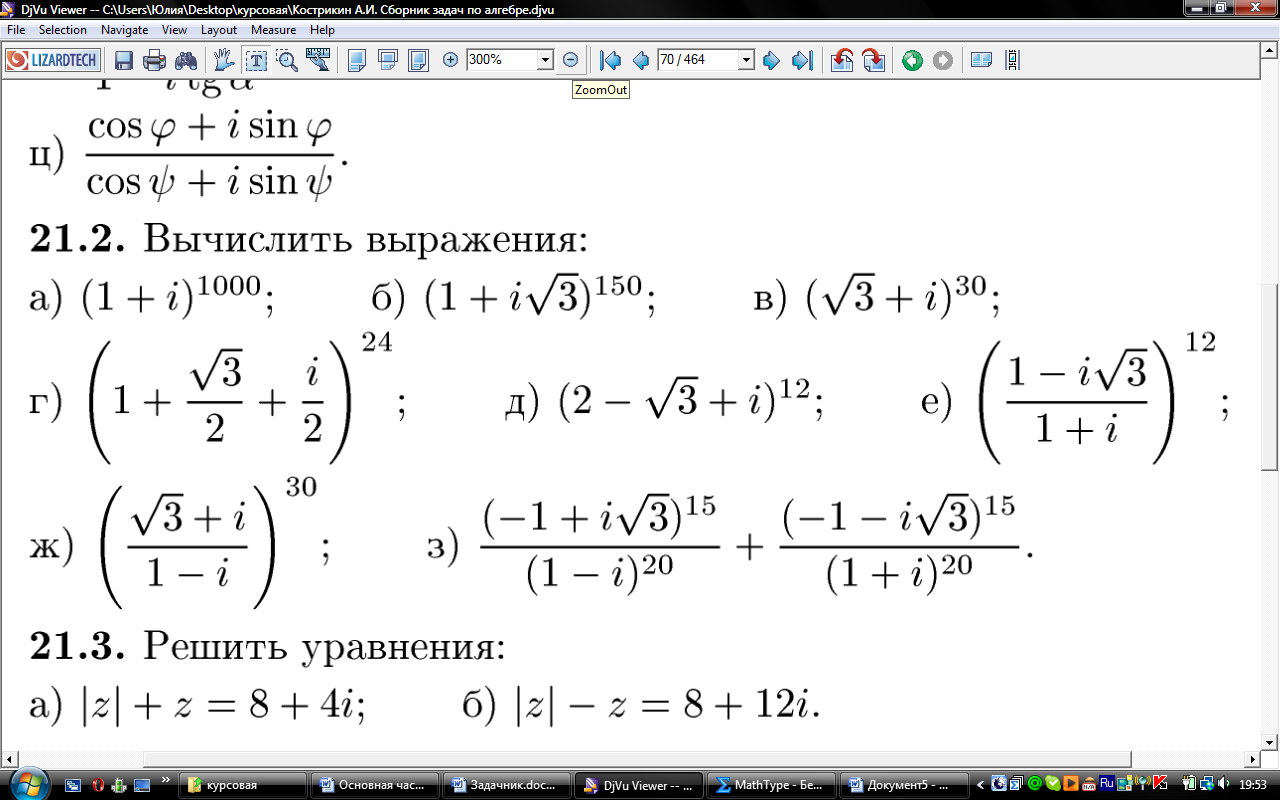 DjVu Viewer -- C:\Users\Юлия\Desktop\курсовая\Кострикин А.И. Сборник задач по алгебре.djvu
File Selection Navigate View Layout Measure Help
LIZARDTECH 300% 70 / 464
ZoomOut
ц) (cos φ + i sin φ)/(cos ψ + i sin ψ).
21.2. Вычислить выражения:
а) (1 + i)^1000; б) (1 + i√3)^150; в) (√3 + i)^30;
г) (1 + √3/2 + i/2)^24; д) (2 − √3 + i)^12; е) ((1 − i√3)/(1 + i))^12;
ж) ((√3 + i)/(1 − i))^30; з) (−1 + i√3)^15/(1 − i)^20 + (−1 − i√3)^15/(1 + i)^20.
21.3. Решить уравнения:
а) |z| + z = 8 + 4i; б) |z| − z = 8 + 12i.
курсовая Основная час... Задачник.doc... DjVu Viewer -- ... MathType - Бе... Документ5 - ... Ru 19:53